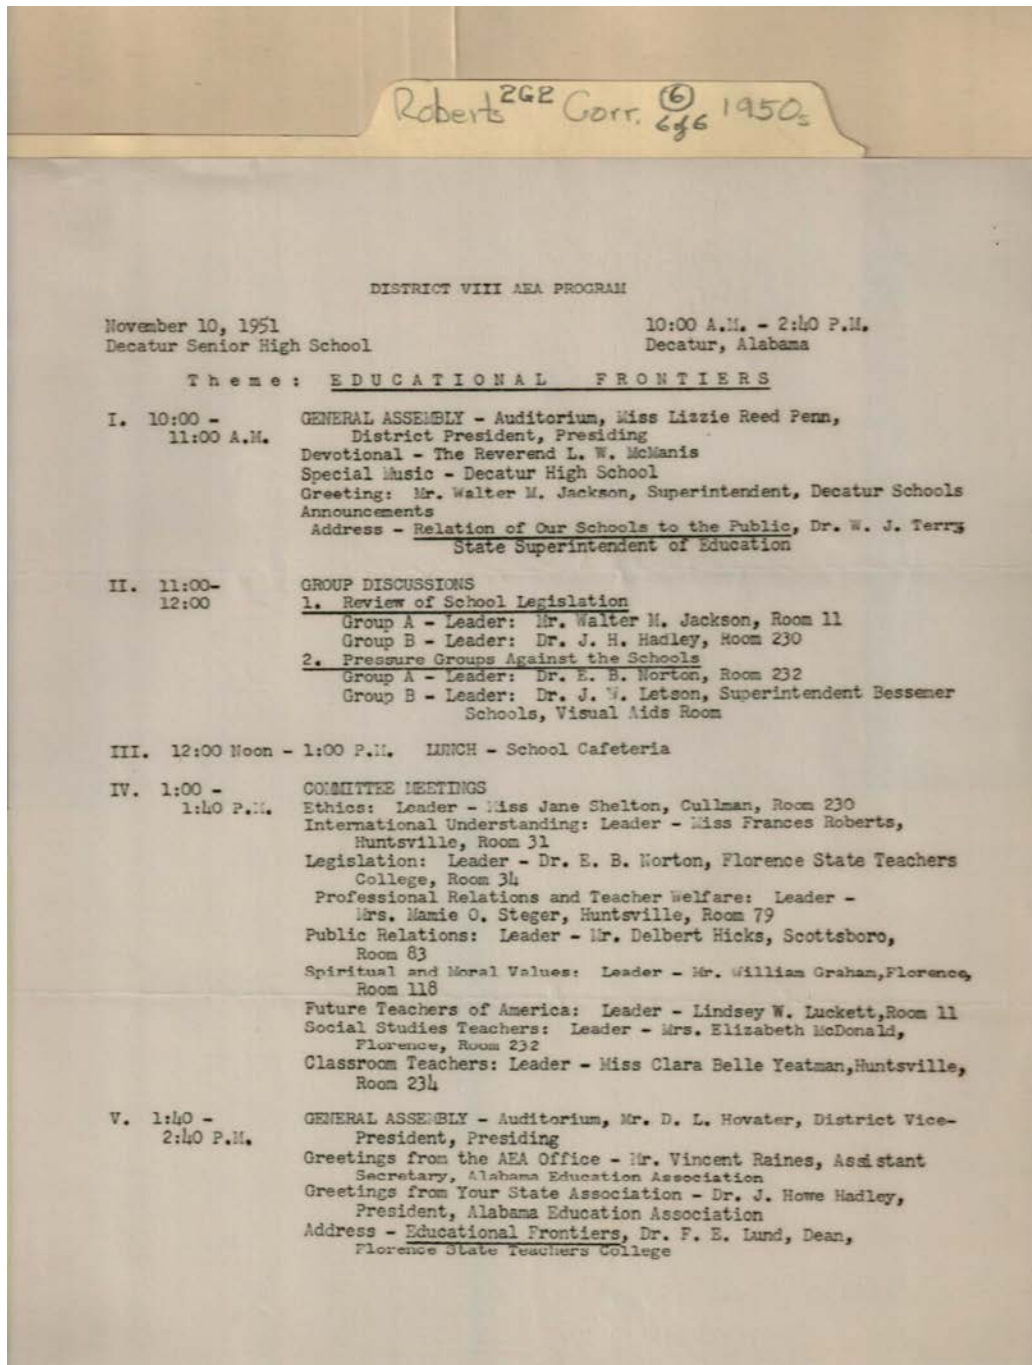 Roberts 2G2 Corr. 6 1950s
6 of 6
DISTRICT VIII AEA PROGRAM
November 10, 1951 10:00 A.M. - 2:40 P.M.
Decatur Senior High School Decatur, Alabama
Theme: EDUCATIONAL FRONTIERS
I. 10:00 - GENERAL ASSEMBLY - Auditorium, Miss Lizzie Reed Penn,
11:00 A.M. District President, Presiding
Devotional - The Reverend L. W. McManis
Special Music - Decatur High School
Greeting: Mr. Walter M. Jackson, Superintendent, Decatur Schools
Announcements
Address - Relation of Our Schools to the Public, Dr. W. J. Terry
State Superintendent of Education
II. 11:00- GROUP DISCUSSIONS
12:00 1. Review of School Legislation
Group A - Leader: Mr. Walter M. Jackson, Room 11
Group B - Leader: Dr. J. H. Hadley, Room 230
2. Pressure Groups Against the Schools
Group A - Leader: Dr. E. B. Norton, Room 232
Group B - Leader: Dr. J. W. Letson, Superintendent Bessemer
Schools, Visual Aids Room
III. 12:00 Noon - 1:00 P.M. LUNCH - School Cafeteria
IV. 1:00 - COMMITTEE MEETINGS
1:40 P.M. Ethics: Leader - Miss Jane Shelton, Cullman, Room 230
International Understanding: Leader - Miss Frances Roberts,
Huntsville, Room 31
Legislation: Leader - Dr. E. B. Norton, Florence State Teachers
College, Room 34
Professional Relations and Teacher Welfare: Leader -
Mrs. Mamie O. Steger, Huntsville, Room 79
Public Relations: Leader - Mr. Delbert Hicks, Scottsboro,
Room 83
Spiritual and Moral Values: Leader - Mr. William Graham,Florence,
Room 118
Future Teachers of America: Leader - Lindsey W. Luckett,Room 11
Social Studies Teachers: Leader - Mrs. Elizabeth McDonald,
Florence, Room 232
Classroom Teachers: Leader - Miss Clara Belle Yeatman,Huntsville,
Room 234
V. 1:40 - GENERAL ASSEMBLY - Auditorium, Mr. D. L. Hovater, District Vice-
2:40 P.M. President, Presiding
Greetings from the AEA Office - Mr. Vincent Raines, Assistant
Secretary, Alabama Education Association
Greetings from Your State Association - Dr. J. Howe Hadley,
President, Alabama Education Association
Address - Educational Frontiers, Dr. F. E. Lund, Dean,
Florence State Teachers College